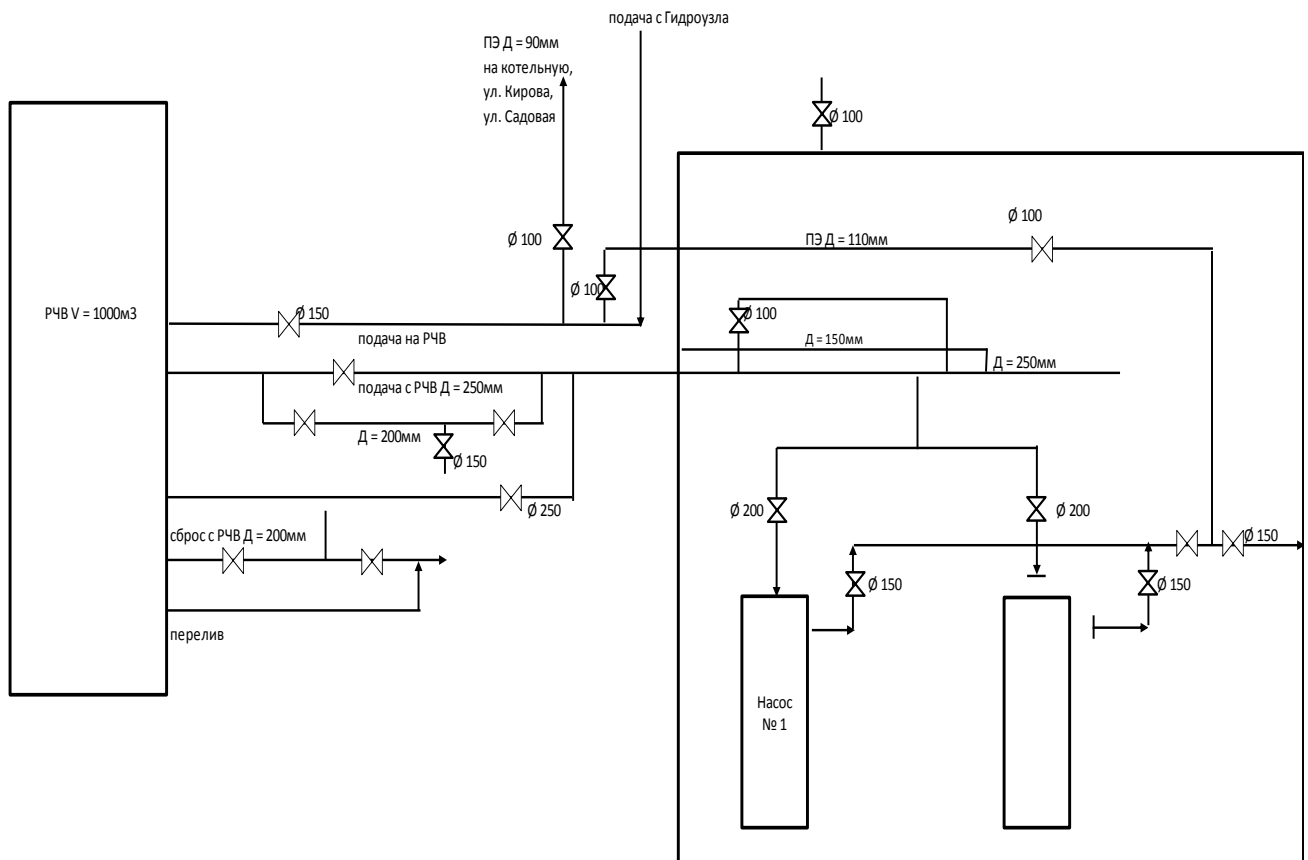 подача с Гидроузла
ПЭ Д = 90мм
на котельную,
ул. Кирова,
ул. Садовая
Ø 100
Ø 100
Ø 100
ПЭ Д = 110мм
Ø 100
РЧВ V = 1000м3
Ø 150
Ø 100
подача на РЧВ
Д = 150мм
Д = 250мм
подача с РЧВ Д = 250мм
Д = 200мм
Ø 150
Ø 250
Ø 200
Ø 200
сброс с РЧВ Д = 200мм
Ø 150
Ø 150
Ø 150
перелив
Насос
№ 1